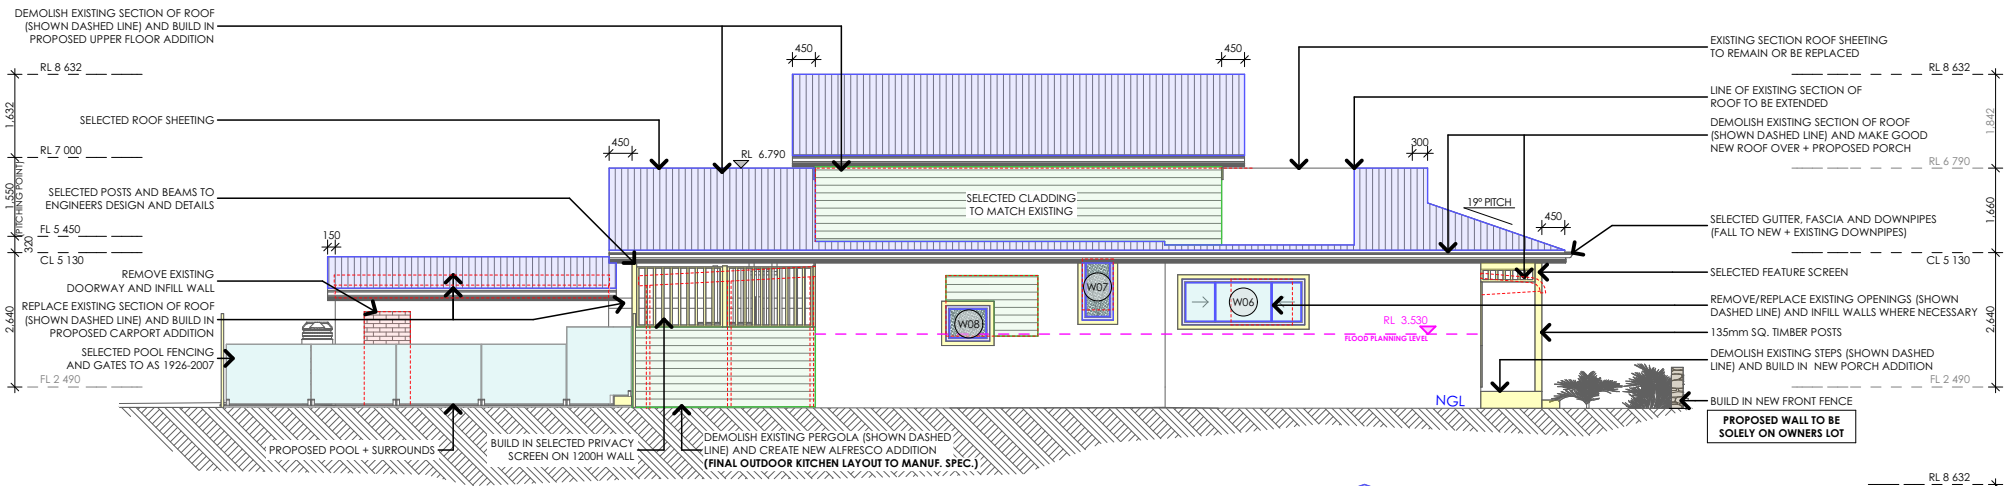 DEMOLISH EXISTING SECTION OF ROOF
(SHOWN DASHED LINE) AND BUILD IN
PROPOSED UPPER FLOOR ADDITION
RL 8 632
1.632
SELECTED ROOF SHEETING
RL 7 000
1.550
(PITCHING POINT)
SELECTED POSTS AND BEAMS TO
ENGINEERS DESIGN AND DETAILS
FL 5 450
320
CL 5 130
150
REMOVE EXISTING
DOORWAY AND INFILL WALL
REPLACE EXISTING SECTION OF ROOF
(SHOWN DASHED LINE) AND BUILD IN
PROPOSED CARPORT ADDITION
2.640
SELECTED POOL FENCING
AND GATES TO AS 1926-2007
FL 2 490
PROPOSED POOL + SURROUNDS
BUILD IN SELECTED PRIVACY
SCREEN ON 1200H WALL
DEMOLISH EXISTING PERGOLA (SHOWN DASHED
LINE) AND CREATE NEW ALFRESCO ADDITION
(FINAL OUTDOOR KITCHEN LAYOUT TO MANUF. SPEC.)
450
450
450
RL 6.790
300
SELECTED CLADDING
TO MATCH EXISTING
19° PITCH
450
W07
W06
W08
RL 3.530
FLOOD PLANNING LEVEL
NGL
EXISTING SECTION ROOF SHEETING
TO REMAIN OR BE REPLACED
RL 8 632
LINE OF EXISTING SECTION OF
ROOF TO BE EXTENDED
1.842
DEMOLISH EXISTING SECTION OF ROOF
(SHOWN DASHED LINE) AND MAKE GOOD
NEW ROOF OVER + PROPOSED PORCH
RL 6 790
1.660
SELECTED GUTTER, FASCIA AND DOWNPIPES
(FALL TO NEW + EXISTING DOWNPIPES)
CL 5 130
SELECTED FEATURE SCREEN
REMOVE/REPLACE EXISTING OPENINGS (SHOWN
DASHED LINE) AND INFILL WALLS WHERE NECESSARY
2.640
135mm SQ. TIMBER POSTS
DEMOLISH EXISTING STEPS (SHOWN DASHED
LINE) AND BUILD IN NEW PORCH ADDITION
FL 2 490
BUILD IN NEW FRONT FENCE
PROPOSED WALL TO BE
SOLELY ON OWNERS LOT
RL 8 632